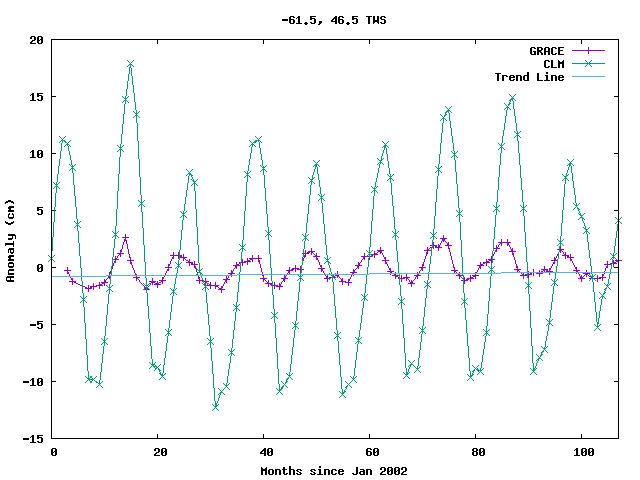 -61.5, 46.5 TWS
GRACE
CLM
Trend Line
20
15
10
5
0
-5
-10
-15
Anomaly (cm)
0 20 40 60 80 100
Months since Jan 2002